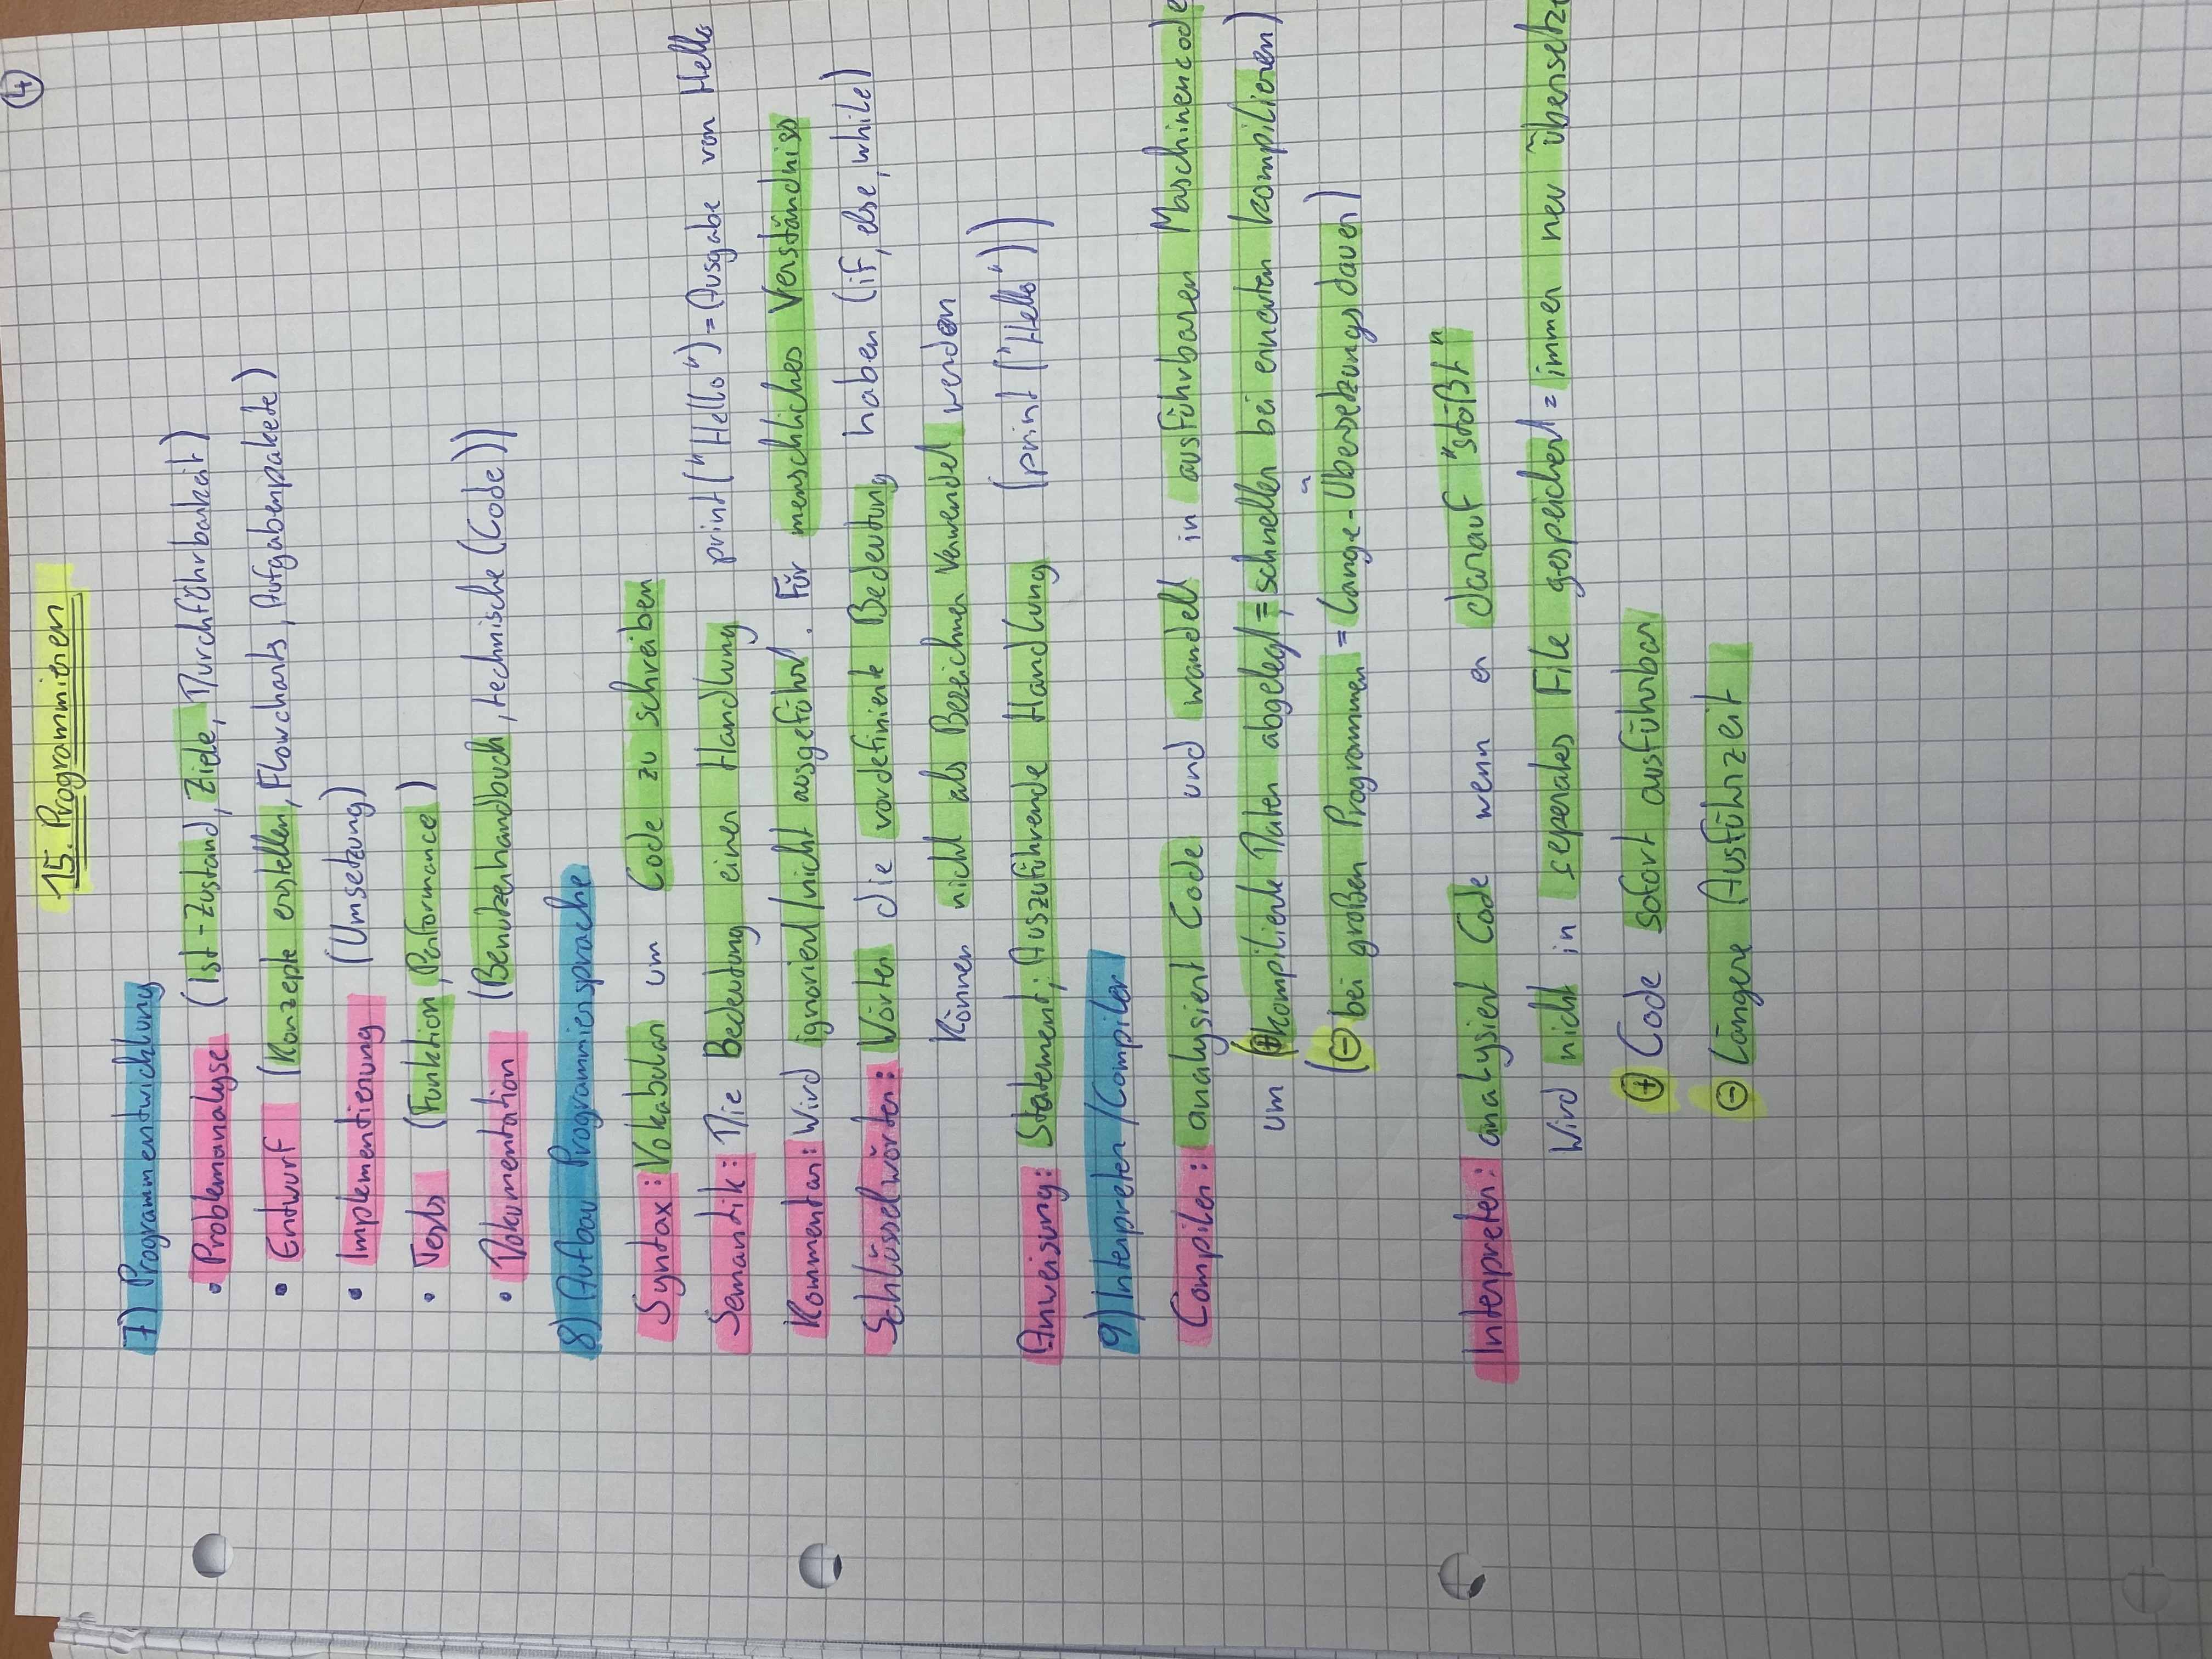 4
15. Programmieren
7) Programmentwicklung
• Problemanalyse (Ist-Zustand, Ziele, Durchführbarkeit)
• Entwurf (Konzepte erstellen, Flowcharts, Aufgabenpakete)
• Implementierung (Umsetzung)
• Tests (Funktion, Performance)
• Dokumentation (Benutzerhandbuch, technische (Code))
8) Aufbau Programmiersprache
Syntax: Vokabular um Code zu schreiben
Semantik: Die Bedeutung einer Handlung print("Hello") = Ausgabe von Hello
Kommentar: Wird ignoriert/nicht ausgeführt. Für menschliches Verständniss
Schlüsselwörter: Wörter die vordefinierte Bedeutung haben (if, else, while)
Können nicht als Bezeichner verwendet werden
Anweisung: Statement; Auszuführende Handlung (print ("Hello"))
9) Interpreter/Compiler
Compiler: analysiert Code und wandelt in ausführbaren Maschinencode
um (⊕ kompilierte Daten abgelegt = schneller bei erneuten kompilieren)
(⊖ bei großen Programmen = Lange-Übersetzungsdauer)
Interpreter: analysiert Code wenn er darauf "stößt"
Wird nicht in seperates File gespeichert = immer neu übersetzt
⊕ Code sofort ausführbar
⊖ Längere Ausführzeit